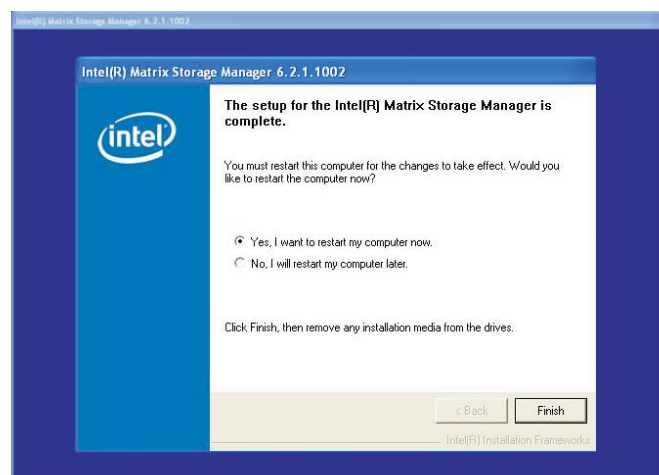 Intel(R) Matrix Storage Manager 6.2.1.1002
Intel(R) Matrix Storage Manager 6.2.1.1002
intel
The setup for the Intel(R) Matrix Storage Manager is
complete.
You must restart this computer for the changes to take effect. Would you
like to restart the computer now?
Yes, I want to restart my computer now.
No, I will restart my computer later.
Click Finish, then remove any installation media from the drives.
< Back Finish
Intel(R) Installation Frameworks